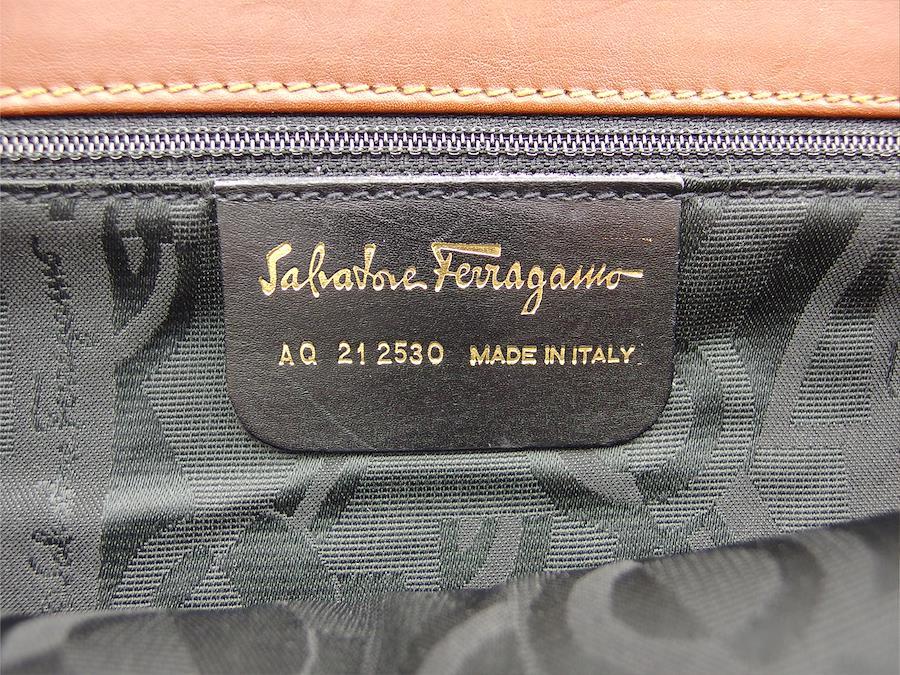 Salvatore Ferragamo
AQ 21 2530 MADE IN ITALY